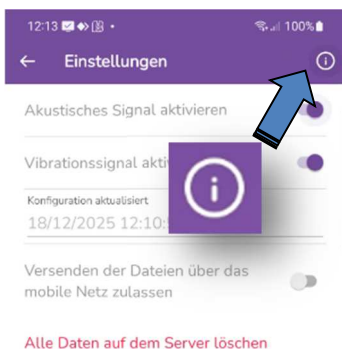 12:13 100%
Einstellungen
Akustisches Signal aktivieren
Vibrationssignal akti
Konfiguration aktualisiert
18/12/2025 12:10:
Versenden der Dateien über das
mobile Netz zulassen
Alle Daten auf dem Server löschen